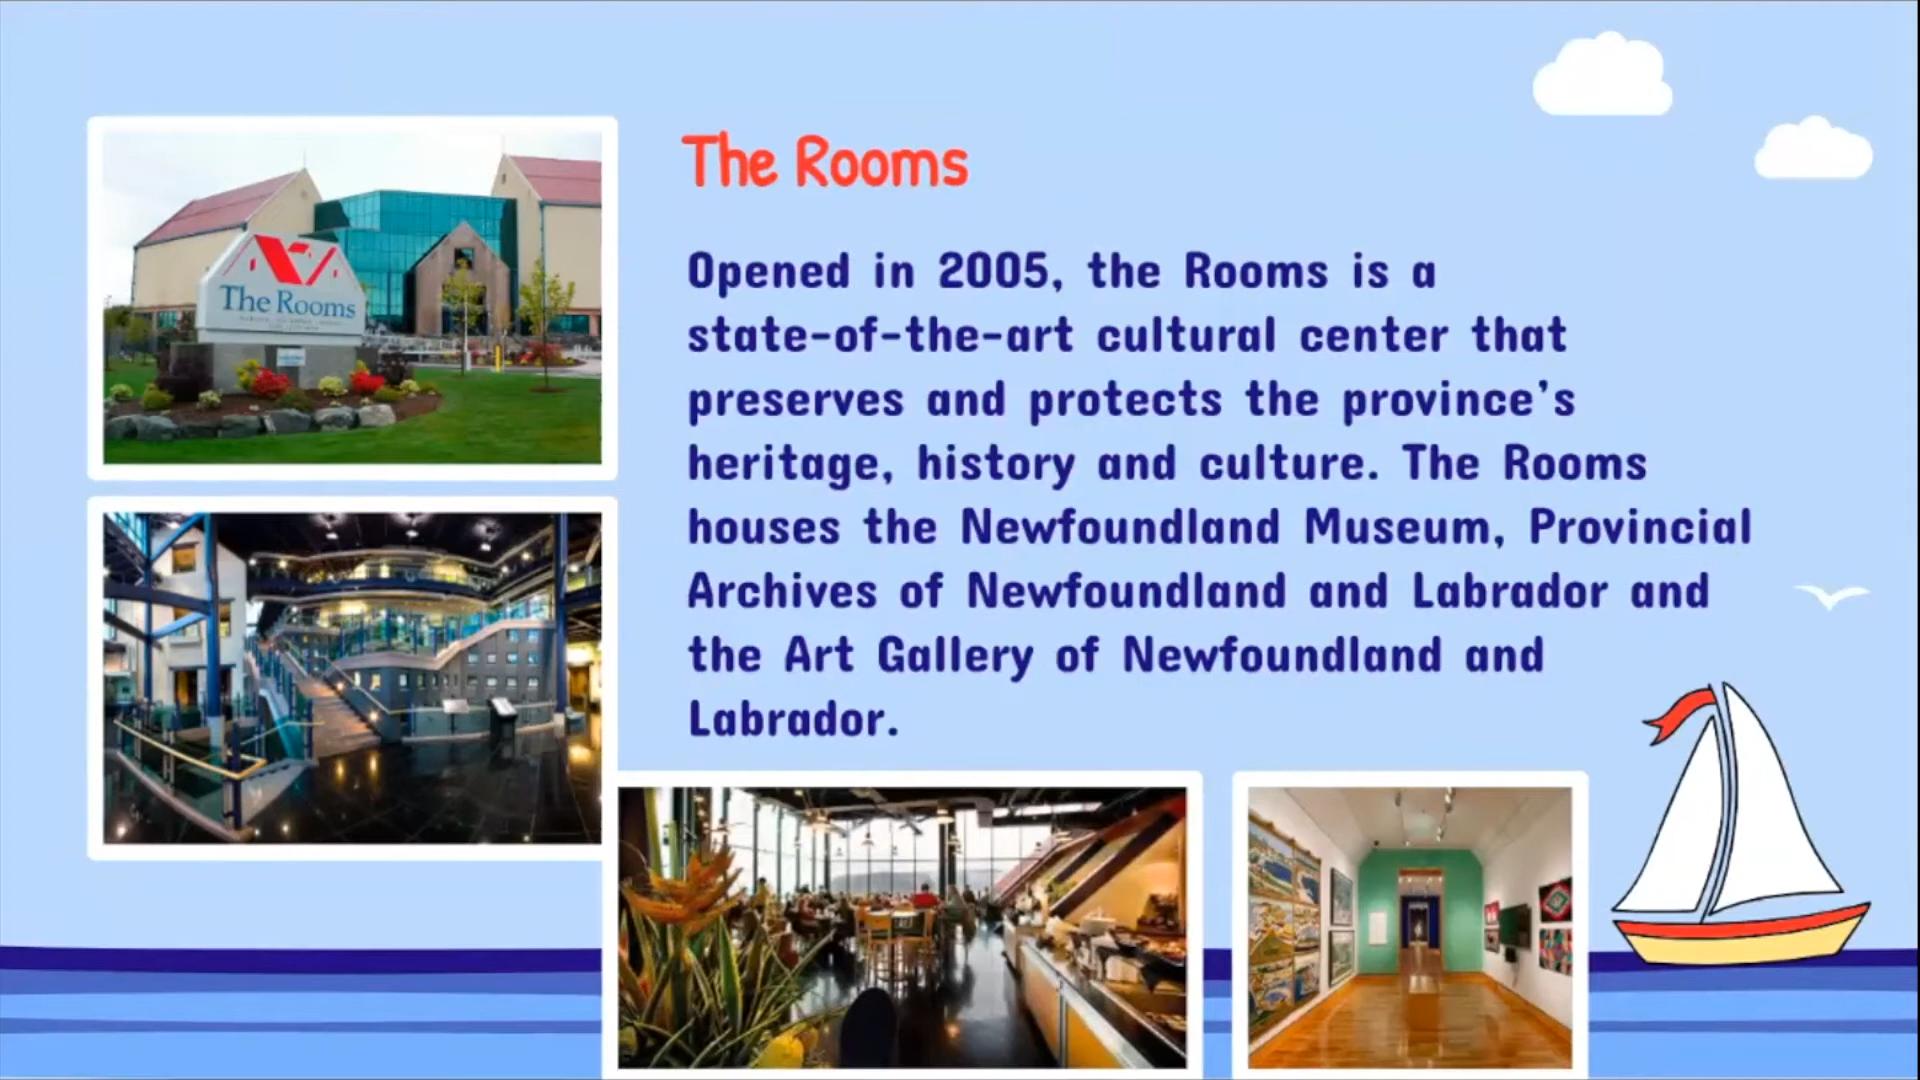 The Rooms
Opened in 2005, the Rooms is a
state-of-the-art cultural center that
preserves and protects the province's
heritage, history and culture. The Rooms
houses the Newfoundland Museum, Provincial
Archives of Newfoundland and Labrador and
the Art Gallery of Newfoundland and
Labrador.
The Rooms